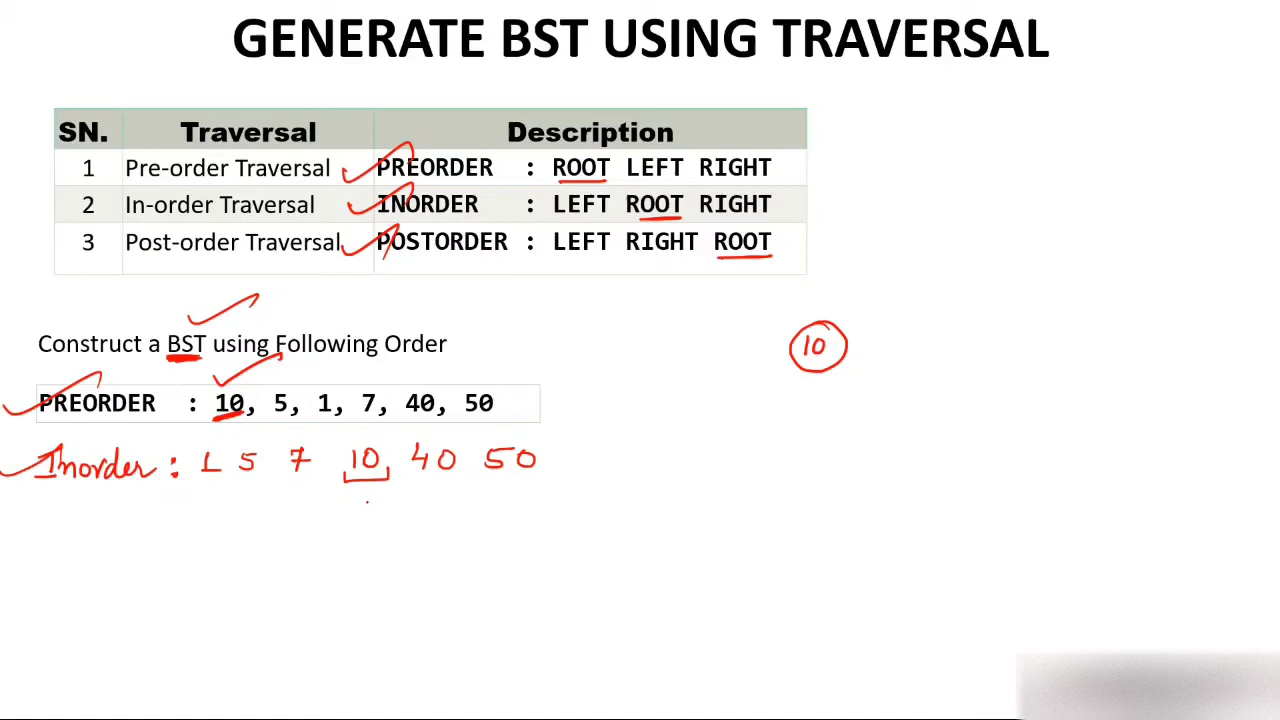 GENERATE BST USING TRAVERSAL
SN. Traversal Description
1 Pre-order Traversal PREORDER : ROOT LEFT RIGHT
2 In-order Traversal INORDER : LEFT ROOT RIGHT
3 Post-order Traversal POSTORDER : LEFT RIGHT ROOT
Construct a BST using Following Order
10
PREORDER : 10, 5, 1, 7, 40, 50
Inorder : 1 5 7 10 40 50